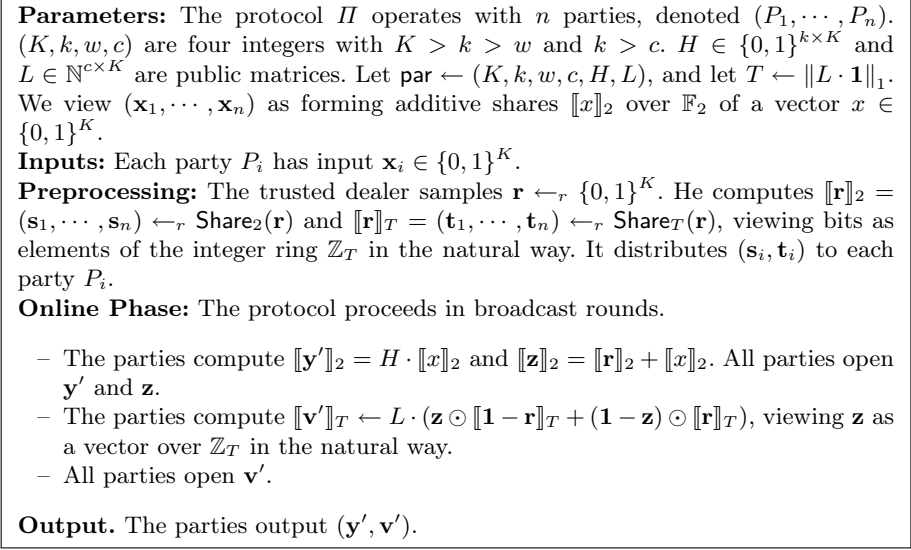 Parameters: The protocol Π operates with n parties, denoted (P₁, ··· , Pₙ).
(K, k, w, c) are four integers with K > k > w and k > c. H ∈ {0, 1}ᵏˣᴷ and
L ∈ ℕᶜˣᴷ are public matrices. Let par ← (K, k, w, c, H, L), and let T ← ‖L · 𝟏‖₁.
We view (𝐱₁, ··· , 𝐱ₙ) as forming additive shares ⟦x⟧₂ over 𝔽₂ of a vector x ∈
{0, 1}ᴷ.
Inputs: Each party Pᵢ has input 𝐱ᵢ ∈ {0, 1}ᴷ.
Preprocessing: The trusted dealer samples 𝐫 ←ᵣ {0, 1}ᴷ. He computes ⟦𝐫⟧₂ =
(𝐬₁, ··· , 𝐬ₙ) ←ᵣ Share₂(𝐫) and ⟦𝐫⟧_T = (𝐭₁, ··· , 𝐭ₙ) ←ᵣ Share_T(𝐫), viewing bits as
elements of the integer ring ℤ_T in the natural way. It distributes (𝐬ᵢ, 𝐭ᵢ) to each
party Pᵢ.
Online Phase: The protocol proceeds in broadcast rounds.
– The parties compute ⟦𝐲′⟧₂ = H · ⟦x⟧₂ and ⟦𝐳⟧₂ = ⟦𝐫⟧₂ + ⟦x⟧₂. All parties open
𝐲′ and 𝐳.
– The parties compute ⟦𝐯′⟧_T ← L · (𝐳 ⊙ ⟦𝟏 − 𝐫⟧_T + (𝟏 − 𝐳) ⊙ ⟦𝐫⟧_T), viewing 𝐳 as
a vector over ℤ_T in the natural way.
– All parties open 𝐯′.
Output. The parties output (𝐲′, 𝐯′).